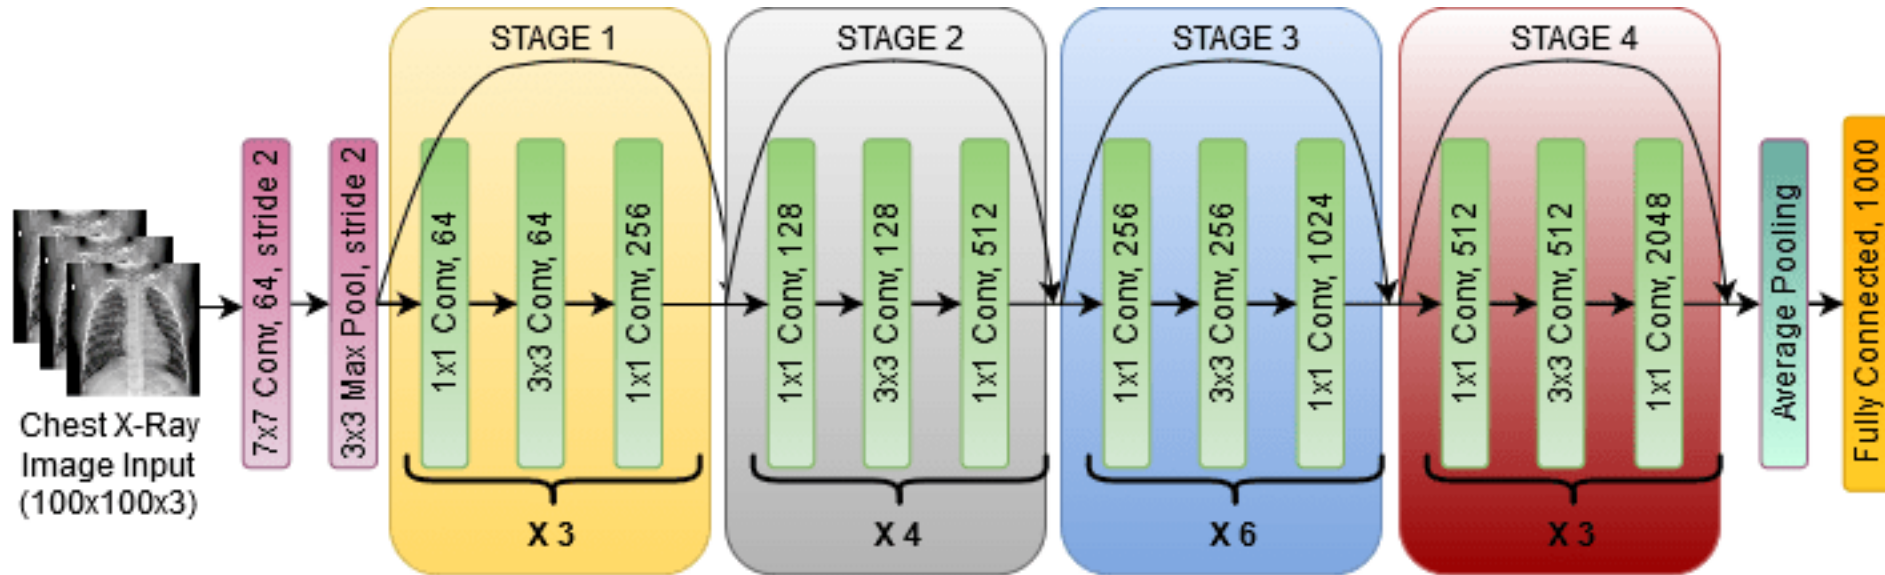 STAGE 1
STAGE 2
STAGE 3
STAGE 4
Chest X-Ray
Image Input
(100x100x3)
7x7 Conv, 64, stride 2
3x3 Max Pool, stride 2
1x1 Conv, 64
3x3 Conv, 64
1x1 Conv, 256
X 3
1x1 Conv, 128
3x3 Conv, 128
1x1 Conv, 512
X 4
1x1 Conv, 256
3x3 Conv, 256
1x1 Conv, 1024
X 6
1x1 Conv, 512
3x3 Conv, 512
1x1 Conv, 2048
X 3
Average Pooling
Fully Connected, 1000